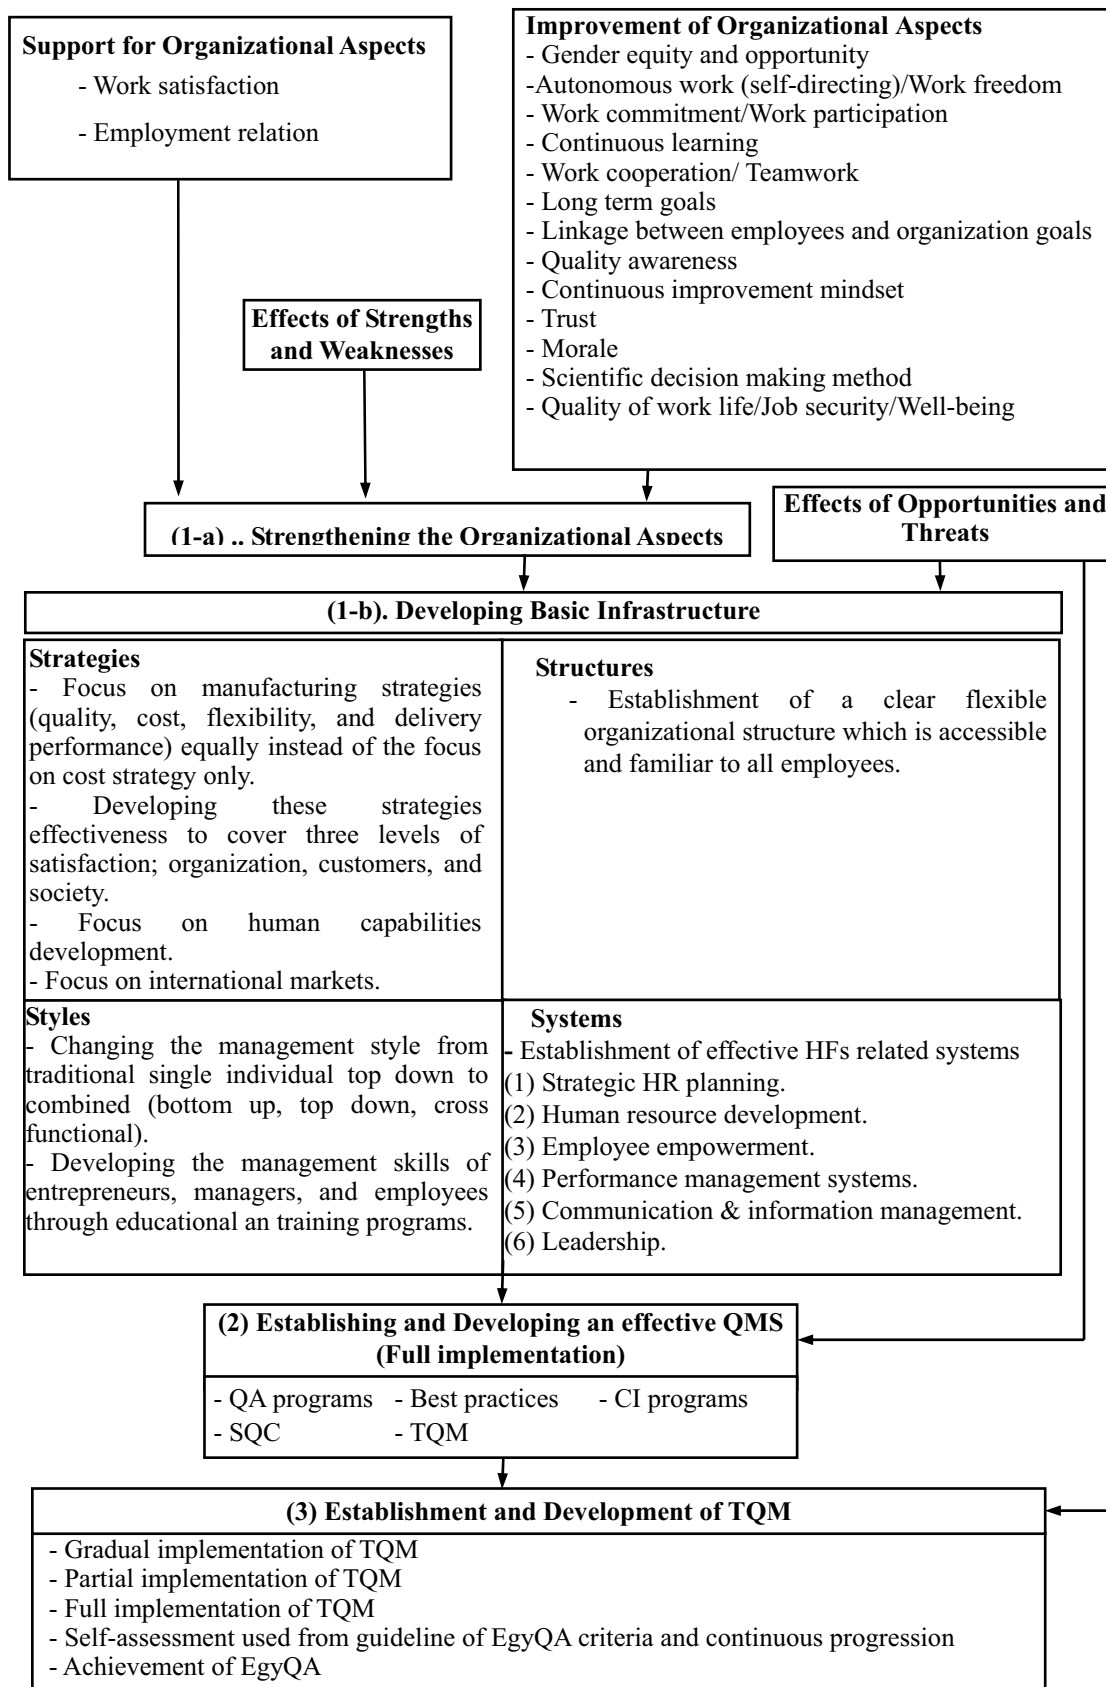 Support for Organizational Aspects
- Work satisfaction
- Employment relation
Improvement of Organizational Aspects
- Gender equity and opportunity
-Autonomous work (self-directing)/Work freedom
- Work commitment/Work participation
- Continuous learning
- Work cooperation/ Teamwork
- Long term goals
- Linkage between employees and organization goals
- Quality awareness
- Continuous improvement mindset
- Trust
- Morale
- Scientific decision making method
- Quality of work life/Job security/Well-being
Effects of Strengths
and Weaknesses
Effects of Opportunities and
Threats
(1-a) .. Strengthening the Organizational Aspects
(1-b). Developing Basic Infrastructure
Strategies
- Focus on manufacturing strategies
(quality, cost, flexibility, and delivery
performance) equally instead of the focus
on cost strategy only.
- Developing these strategies
effectiveness to cover three levels of
satisfaction; organization, customers, and
society.
- Focus on human capabilities
development.
- Focus on international markets.
Structures
- Establishment of a clear flexible
organizational structure which is accessible
and familiar to all employees.
Styles
- Changing the management style from
traditional single individual top down to
combined (bottom up, top down, cross
functional).
- Developing the management skills of
entrepreneurs, managers, and employees
through educational an training programs.
Systems
- Establishment of effective HFs related systems
(1) Strategic HR planning.
(2) Human resource development.
(3) Employee empowerment.
(4) Performance management systems.
(5) Communication & information management.
(6) Leadership.
(2) Establishing and Developing an effective QMS
(Full implementation)
- QA programs - Best practices - CI programs
- SQC - TQM
(3) Establishment and Development of TQM
- Gradual implementation of TQM
- Partial implementation of TQM
- Full implementation of TQM
- Self-assessment used from guideline of EgyQA criteria and continuous progression
- Achievement of EgyQA